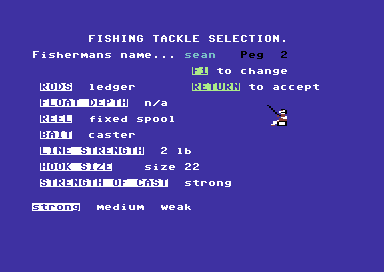 FISHING TACKLE SELECTION.
Fishermans name... sean Peg 2
F1 to change
RODS ledger RETURN to accept
FLOAT DEPTH n/a
REEL fixed spool
BAIT caster
LINE STRENGTH 2 lb
HOOK SIZE size 22
STRENGTH OF CAST strong
strong medium weak